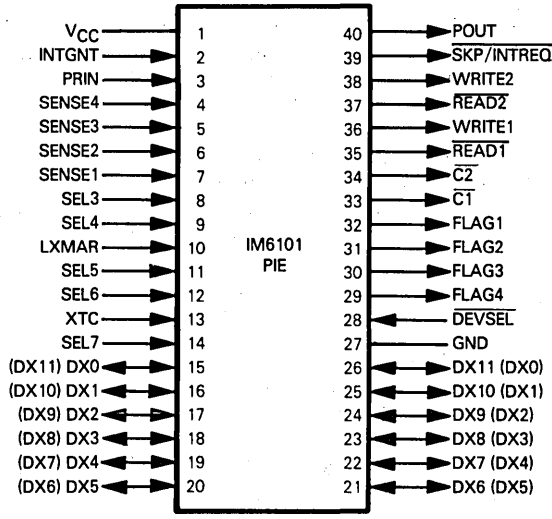 VCC 1 40 POUT
INTGNT 2 39 SKP/INTREQ
PRIN 3 38 WRITE2
SENSE4 4 37 READ2
SENSE3 5 36 WRITE1
SENSE2 6 35 READ1
SENSE1 7 34 C2
SEL3 8 33 C1
SEL4 9 32 FLAG1
LXMAR 10 IM6101 31 FLAG2
SEL5 11 PIE 30 FLAG3
SEL6 12 29 FLAG4
XTC 13 28 DEVSEL
SEL7 14 27 GND
(DX11) DX0 15 26 DX11 (DX0)
(DX10) DX1 16 25 DX10 (DX1)
(DX9) DX2 17 24 DX9 (DX2)
(DX8) DX3 18 23 DX8 (DX3)
(DX7) DX4 19 22 DX7 (DX4)
(DX6) DX5 20 21 DX6 (DX5)